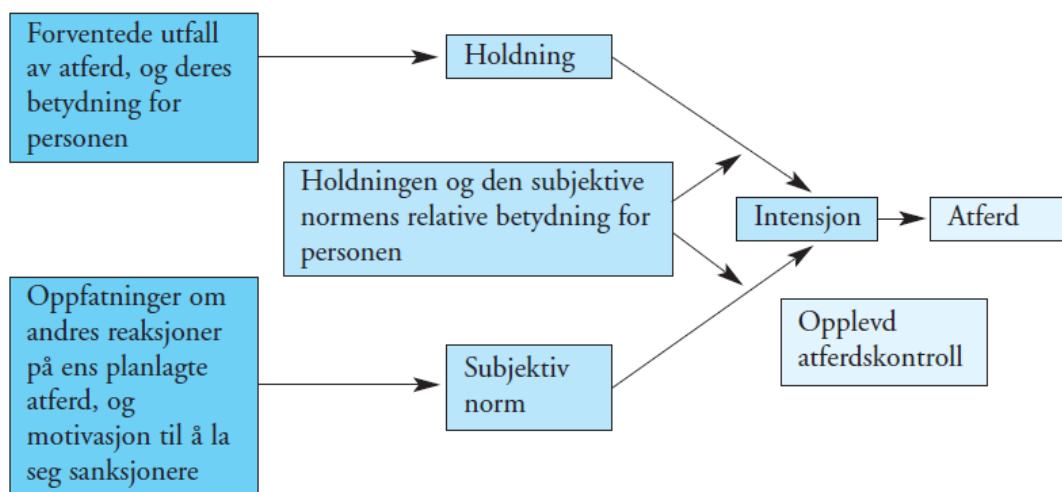 Forventede utfall
av atferd, og deres
betydning for
personen
Holdning
Holdningen og den subjektive
normens relative betydning for
personen
Intensjon
Atferd
Oppfatninger om
andres reaksjoner
på ens planlagte
atferd, og
motivasjon til å la
seg sanksjonere
Subjektiv
norm
Opplevd
atferdskontroll